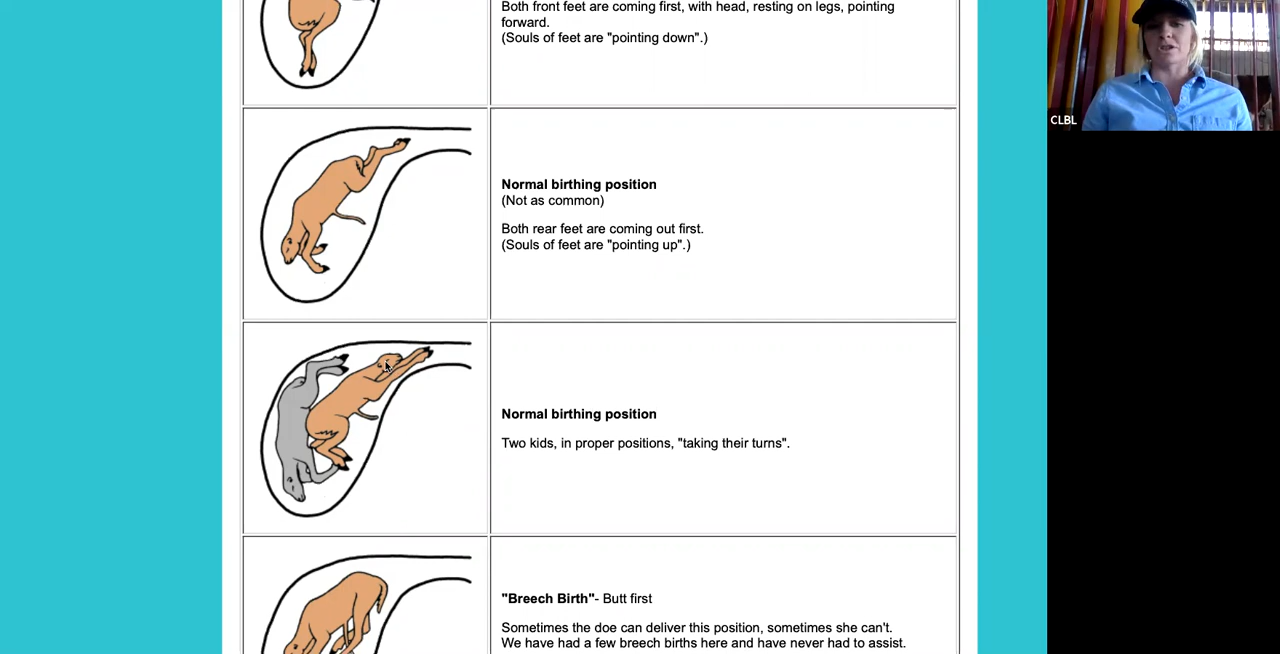 Both front feet are coming first, with head, resting on legs, pointing
forward.
(Souls of feet are "pointing down".)
CLBL
Normal birthing position
(Not as common)
Both rear feet are coming out first.
(Souls of feet are "pointing up".)
Normal birthing position
Two kids, in proper positions, "taking their turns".
"Breech Birth"- Butt first
Sometimes the doe can deliver this position, sometimes she can't.
We have had a few breech births here and have never had to assist.